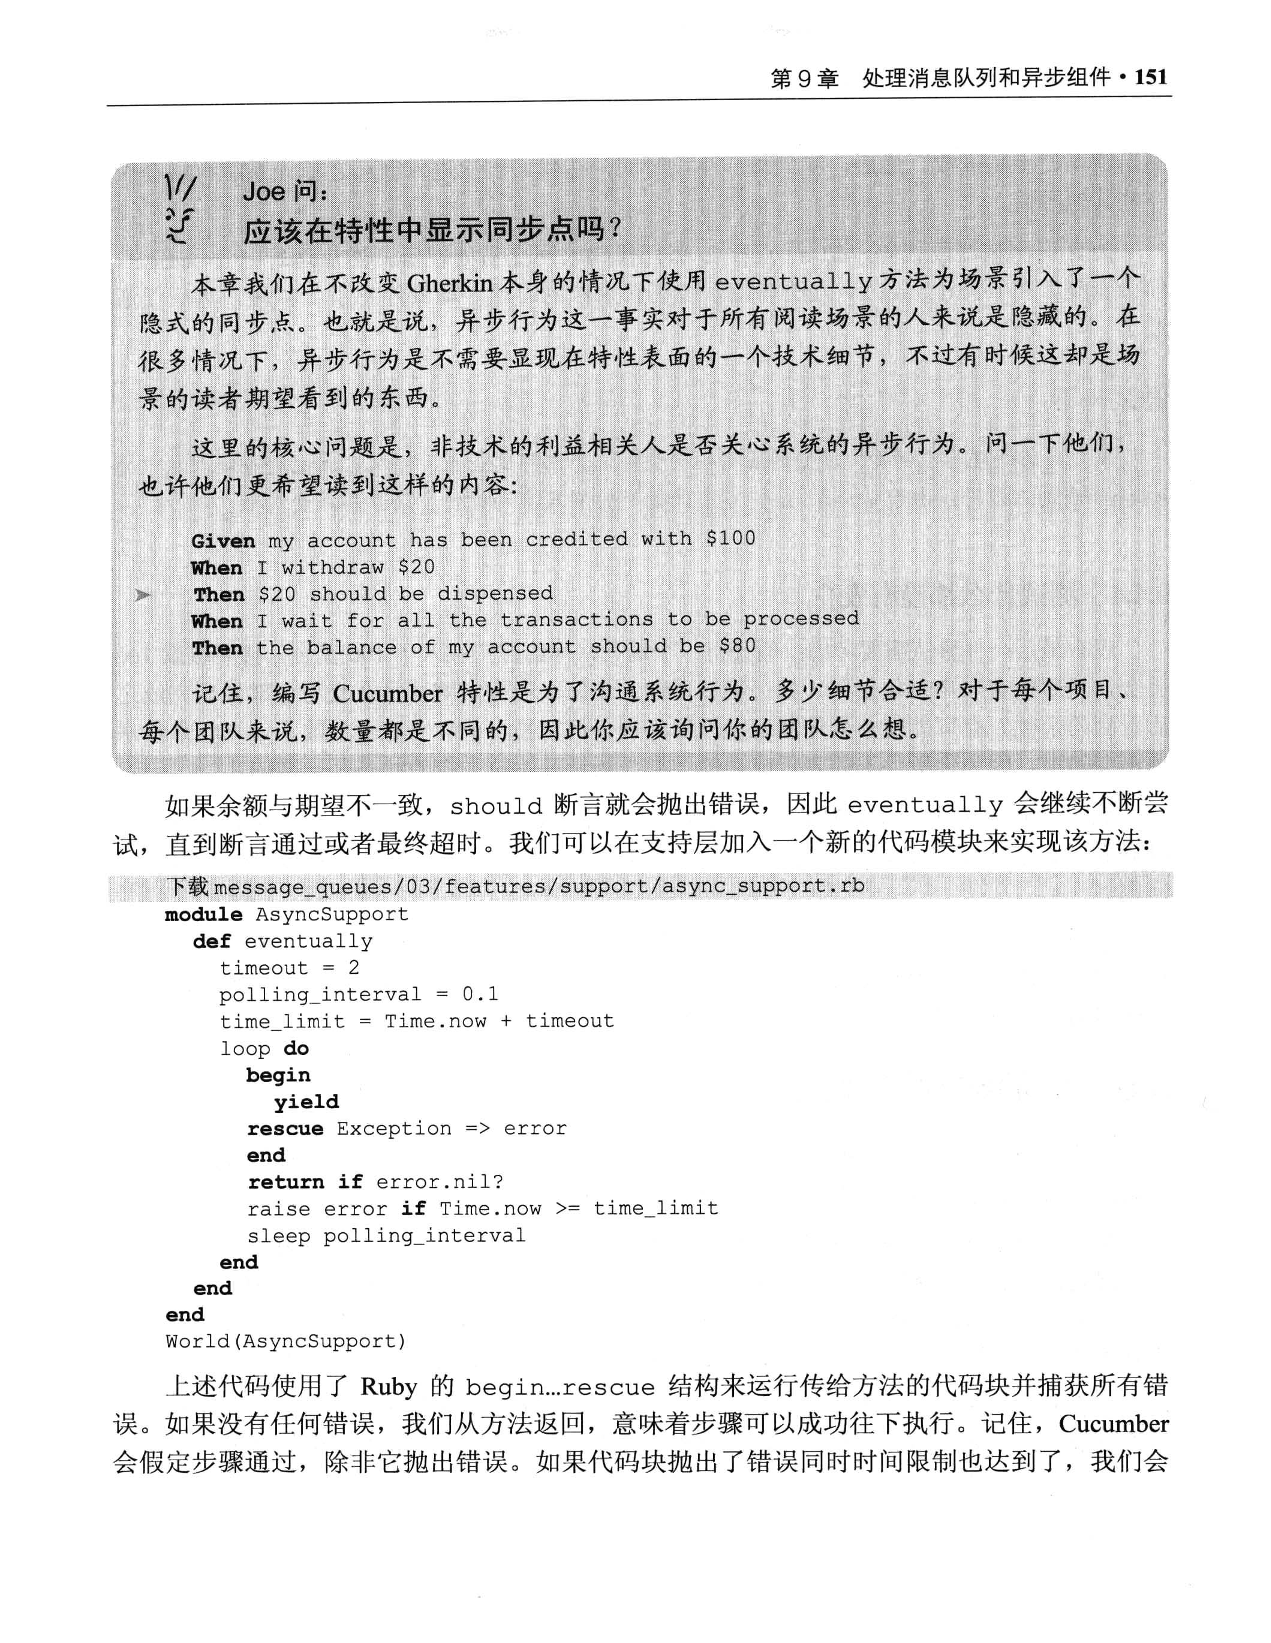 第 9 章 处理消息队列和异步组件 · 151
Joe 问：
应该在特性中显示同步点吗？
本章我们在不改变 Gherkin 本身的情况下使用 eventually 方法为场景引入了一个
隐式的同步点。也就是说，异步行为这一事实对于所有阅读场景的人来说是隐藏的。在
很多情况下，异步行为是不需要显现在特性表面的一个技术细节，不过有时候这却是场
景的读者期望看到的东西。
这里的核心问题是，非技术的利益相关人是否关心系统的异步行为。问一下他们，
也许他们更希望读到这样的内容：
Given my account has been credited with $100
When I withdraw $20
➤ Then $20 should be dispensed
When I wait for all the transactions to be processed
Then the balance of my account should be $80
记住，编写 Cucumber 特性是为了沟通系统行为。多少细节合适？对于每个项目、
每个团队来说，数量都是不同的，因此你应该询问你的团队怎么想。
如果余额与期望不一致，should 断言就会抛出错误，因此 eventually 会继续不断尝
试，直到断言通过或者最终超时。我们可以在支持层加入一个新的代码模块来实现该方法：
下载 message_queues/03/features/support/async_support.rb
module AsyncSupport
def eventually
timeout = 2
polling_interval = 0.1
time_limit = Time.now + timeout
loop do
begin
yield
rescue Exception => error
end
return if error.nil?
raise error if Time.now >= time_limit
sleep polling_interval
end
end
end
World(AsyncSupport)
上述代码使用了 Ruby 的 begin…rescue 结构来运行传给方法的代码块并捕获所有错
误。如果没有任何错误，我们从方法返回，意味着步骤可以成功往下执行。记住，Cucumber
会假定步骤通过，除非它抛出错误。如果代码块抛出了错误同时时间限制也达到了，我们会